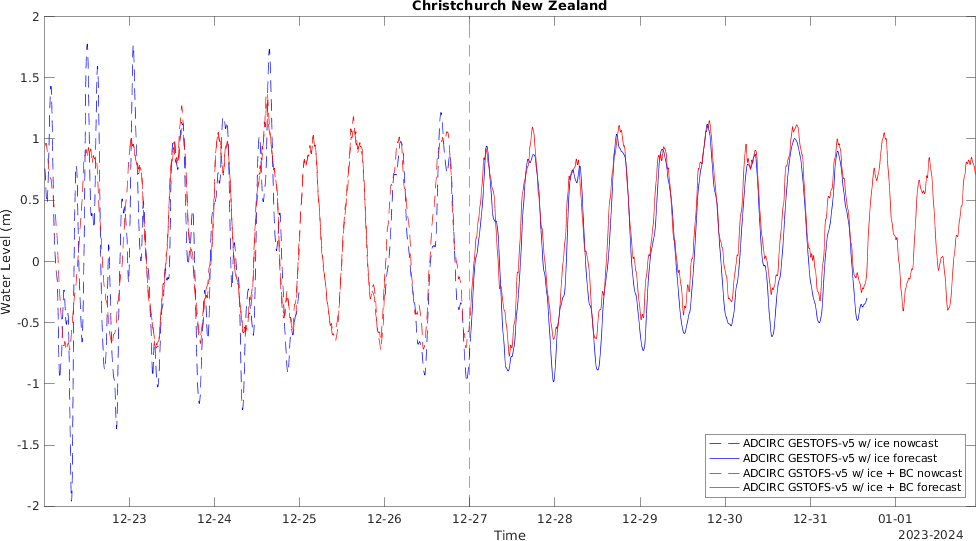 Christchurch New Zealand
Water Level (m)
2
1.5
1
0.5
0
-0.5
-1
-1.5
-2
12-23
12-24
12-25
12-26
12-27
12-28
12-29
12-30
12-31
01-01
Time
2023-2024
ADCIRC GESTOFS-v5 w/ ice nowcast
ADCIRC GESTOFS-v5 w/ ice forecast
ADCIRC GSTOFS-v5 w/ ice + BC nowcast
ADCIRC GSTOFS-v5 w/ ice + BC forecast